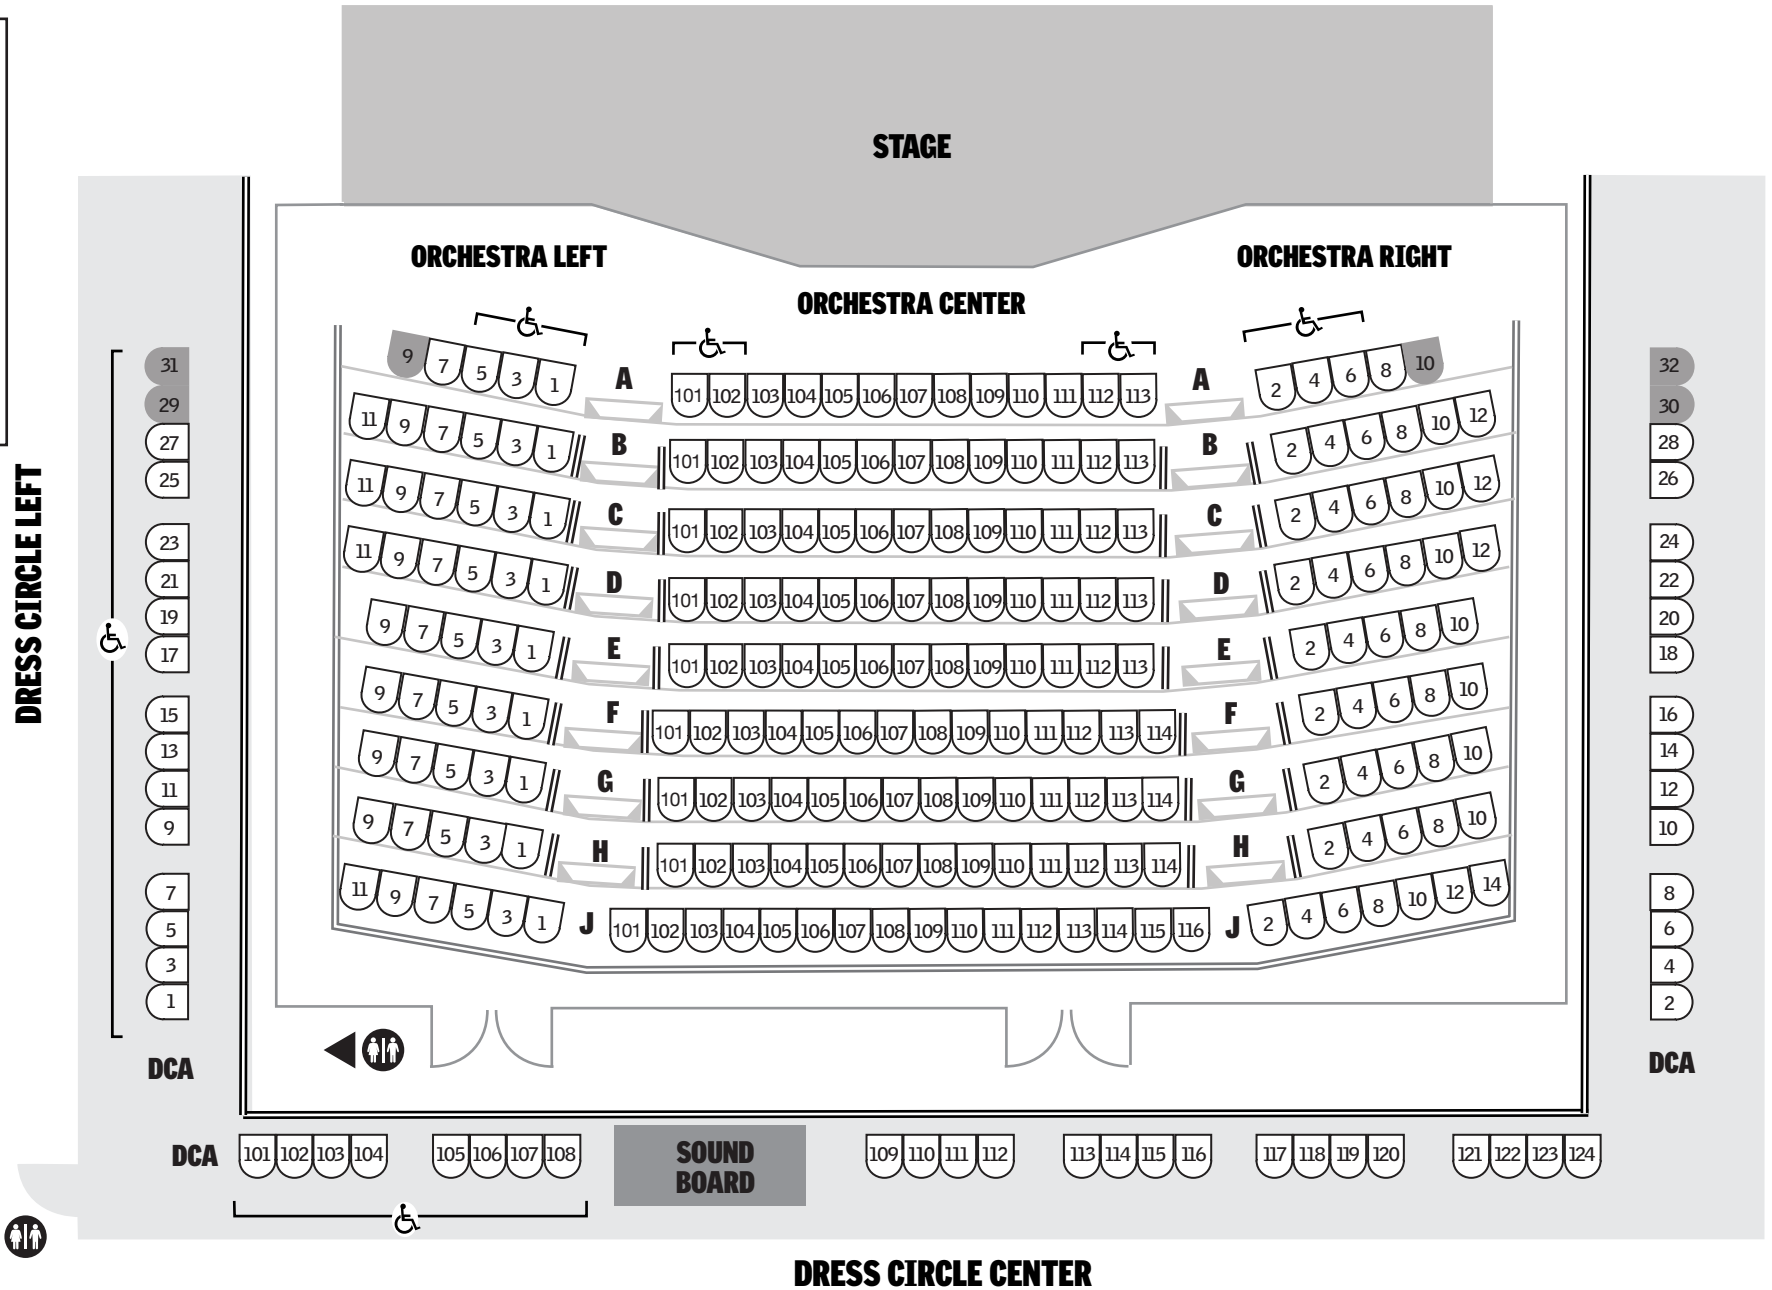 STAGE
ORCHESTRA LEFT
ORCHESTRA RIGHT
ORCHESTRA CENTER
9 7 5 3 1 A 101 102 103 104 105 106 107 108 109 110 111 112 113 A 2 4 6 8 10
11 9 7 5 3 1 B 101 102 103 104 105 106 107 108 109 110 111 112 113 B 2 4 6 8 10 12
11 9 7 5 3 1 C 101 102 103 104 105 106 107 108 109 110 111 112 113 C 2 4 6 8 10 12
11 9 7 5 3 1 D 101 102 103 104 105 106 107 108 109 110 111 112 113 D 2 4 6 8 10 12
9 7 5 3 1 E 101 102 103 104 105 106 107 108 109 110 111 112 113 E 2 4 6 8 10
9 7 5 3 1 F 101 102 103 104 105 106 107 108 109 110 111 112 113 114 F 2 4 6 8 10
9 7 5 3 1 G 101 102 103 104 105 106 107 108 109 110 111 112 113 114 G 2 4 6 8 10
9 7 5 3 1 H 101 102 103 104 105 106 107 108 109 110 111 112 113 114 H 2 4 6 8 10
11 9 7 5 3 1 J 101 102 103 104 105 106 107 108 109 110 111 112 113 114 115 116 J 2 4 6 8 10 12 14
DRESS CIRCLE LEFT
31
29
27
25
23
21
19
17
15
13
11
9
7
5
3
1
DCA
32
30
28
26
24
22
20
18
16
14
12
10
8
6
4
2
DCA
DCA 101 102 103 104 105 106 107 108
SOUND
BOARD
109 110 111 112 113 114 115 116 117 118 119 120 121 122 123 124
DRESS CIRCLE CENTER